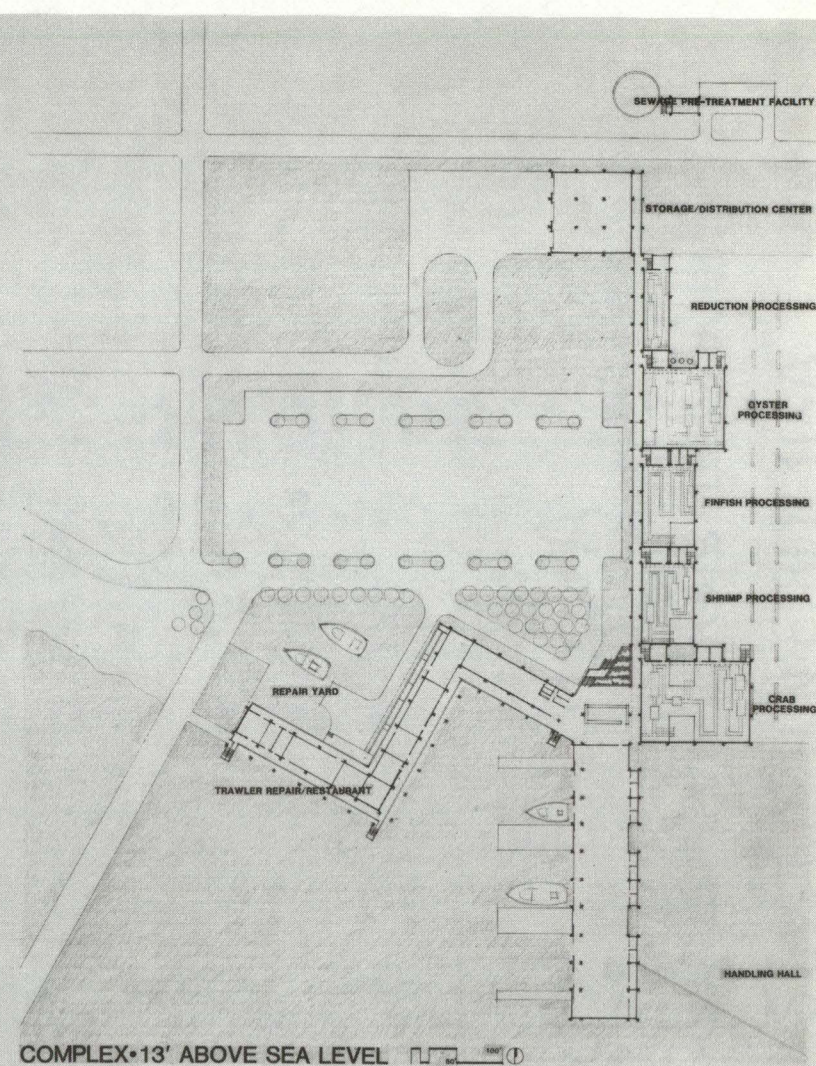 SEWAGE PRE-TREATMENT FACILITY
STORAGE/DISTRIBUTION CENTER
REDUCTION PROCESSING
OYSTER
PROCESSING
FINFISH PROCESSING
SHRIMP PROCESSING
REPAIR YARD
CRAB
PROCESSING
TRAWLER REPAIR/RESTAURANT
HANDLING HALL
COMPLEX•13' ABOVE SEA LEVEL 50' 100'